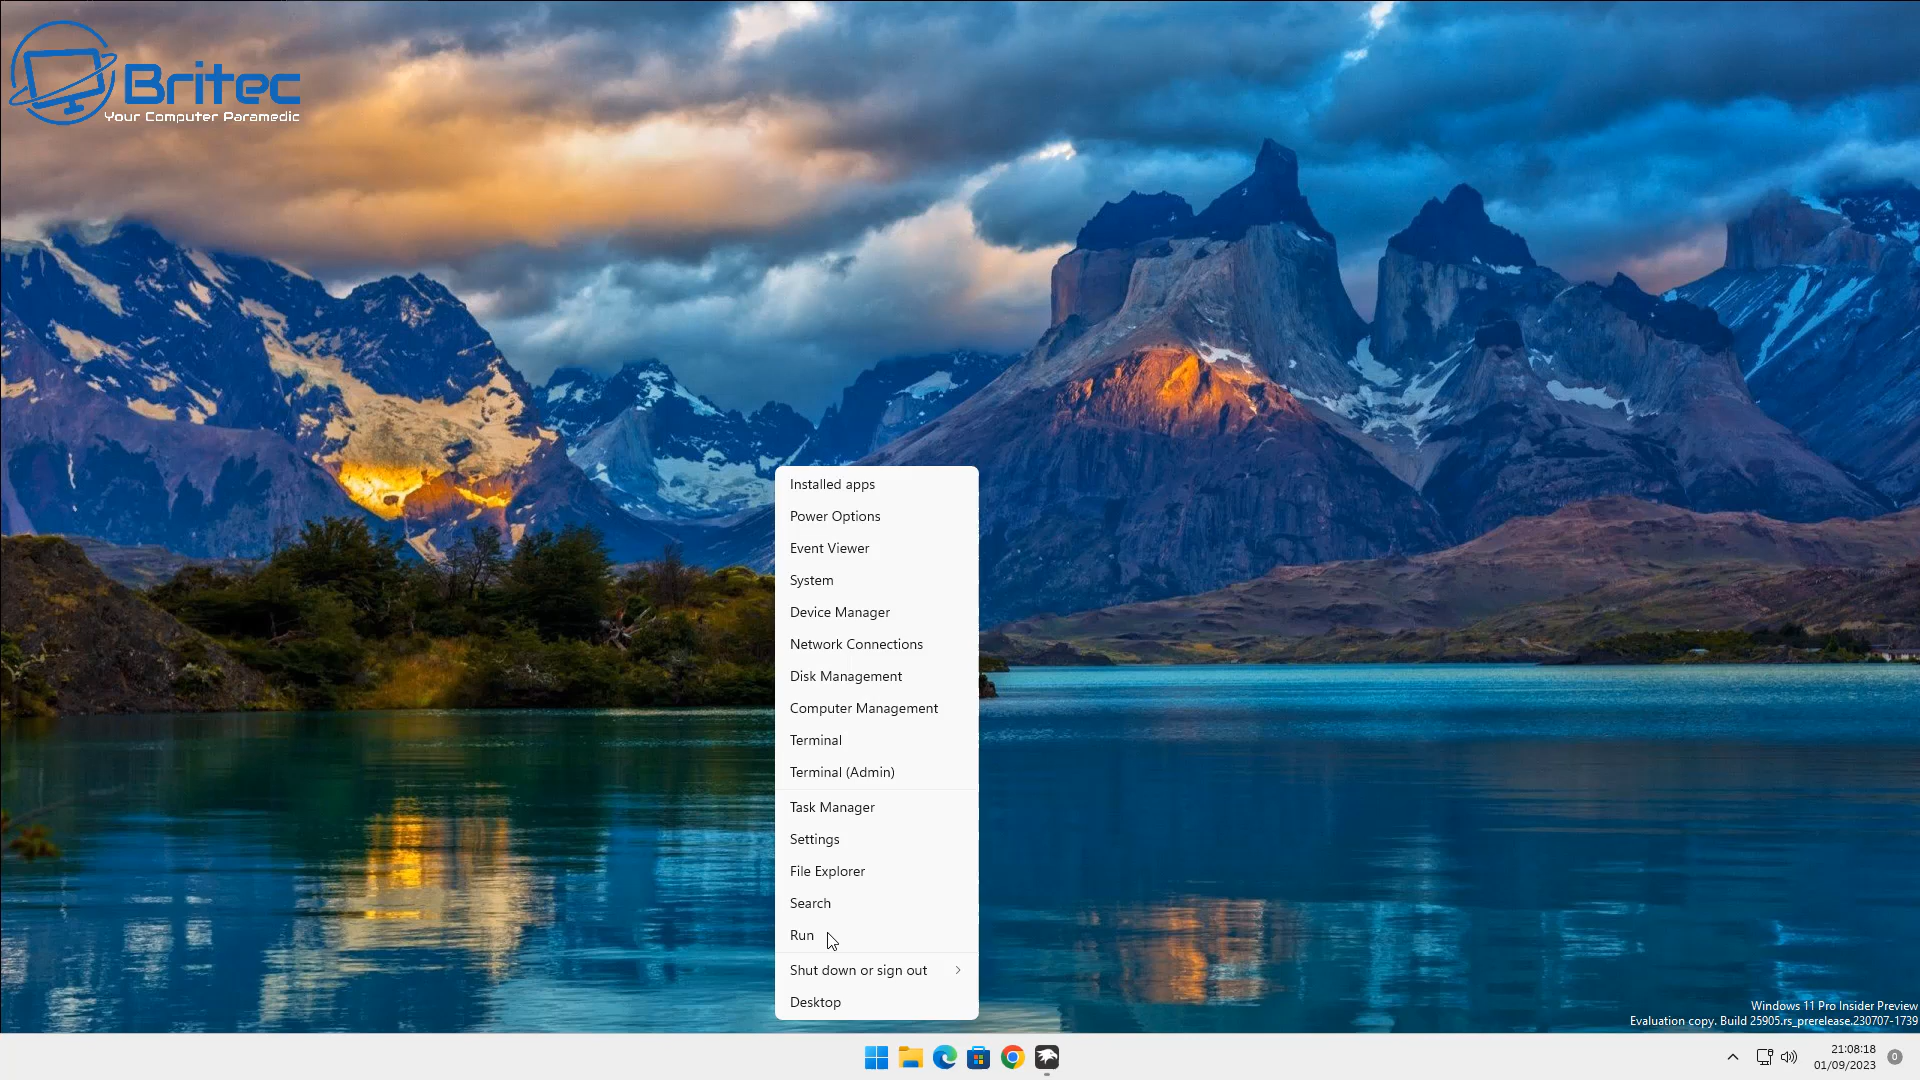 Britec
Your Computer Paramedic
Installed apps
Power Options
Event Viewer
System
Device Manager
Network Connections
Disk Management
Computer Management
Terminal
Terminal (Admin)
Task Manager
Settings
File Explorer
Search
Run
Shut down or sign out
Desktop
Windows 11 Pro Insider Preview
Evaluation copy. Build 25905.rs_prerelease.230707-1739
21:08:18
01/09/2023
0